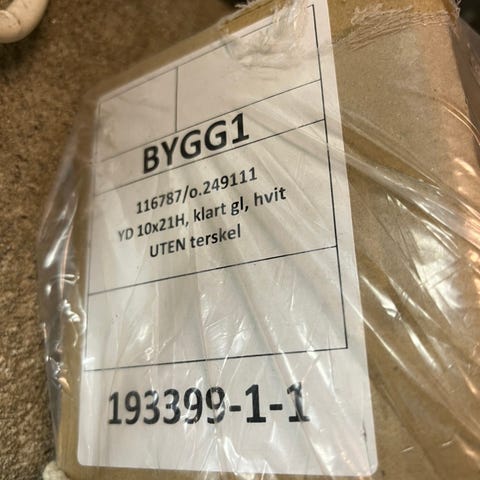 BYGG1
116787/o.249111
YD 10x21H, klart gl, hvit
UTEN terskel
193399-1-1